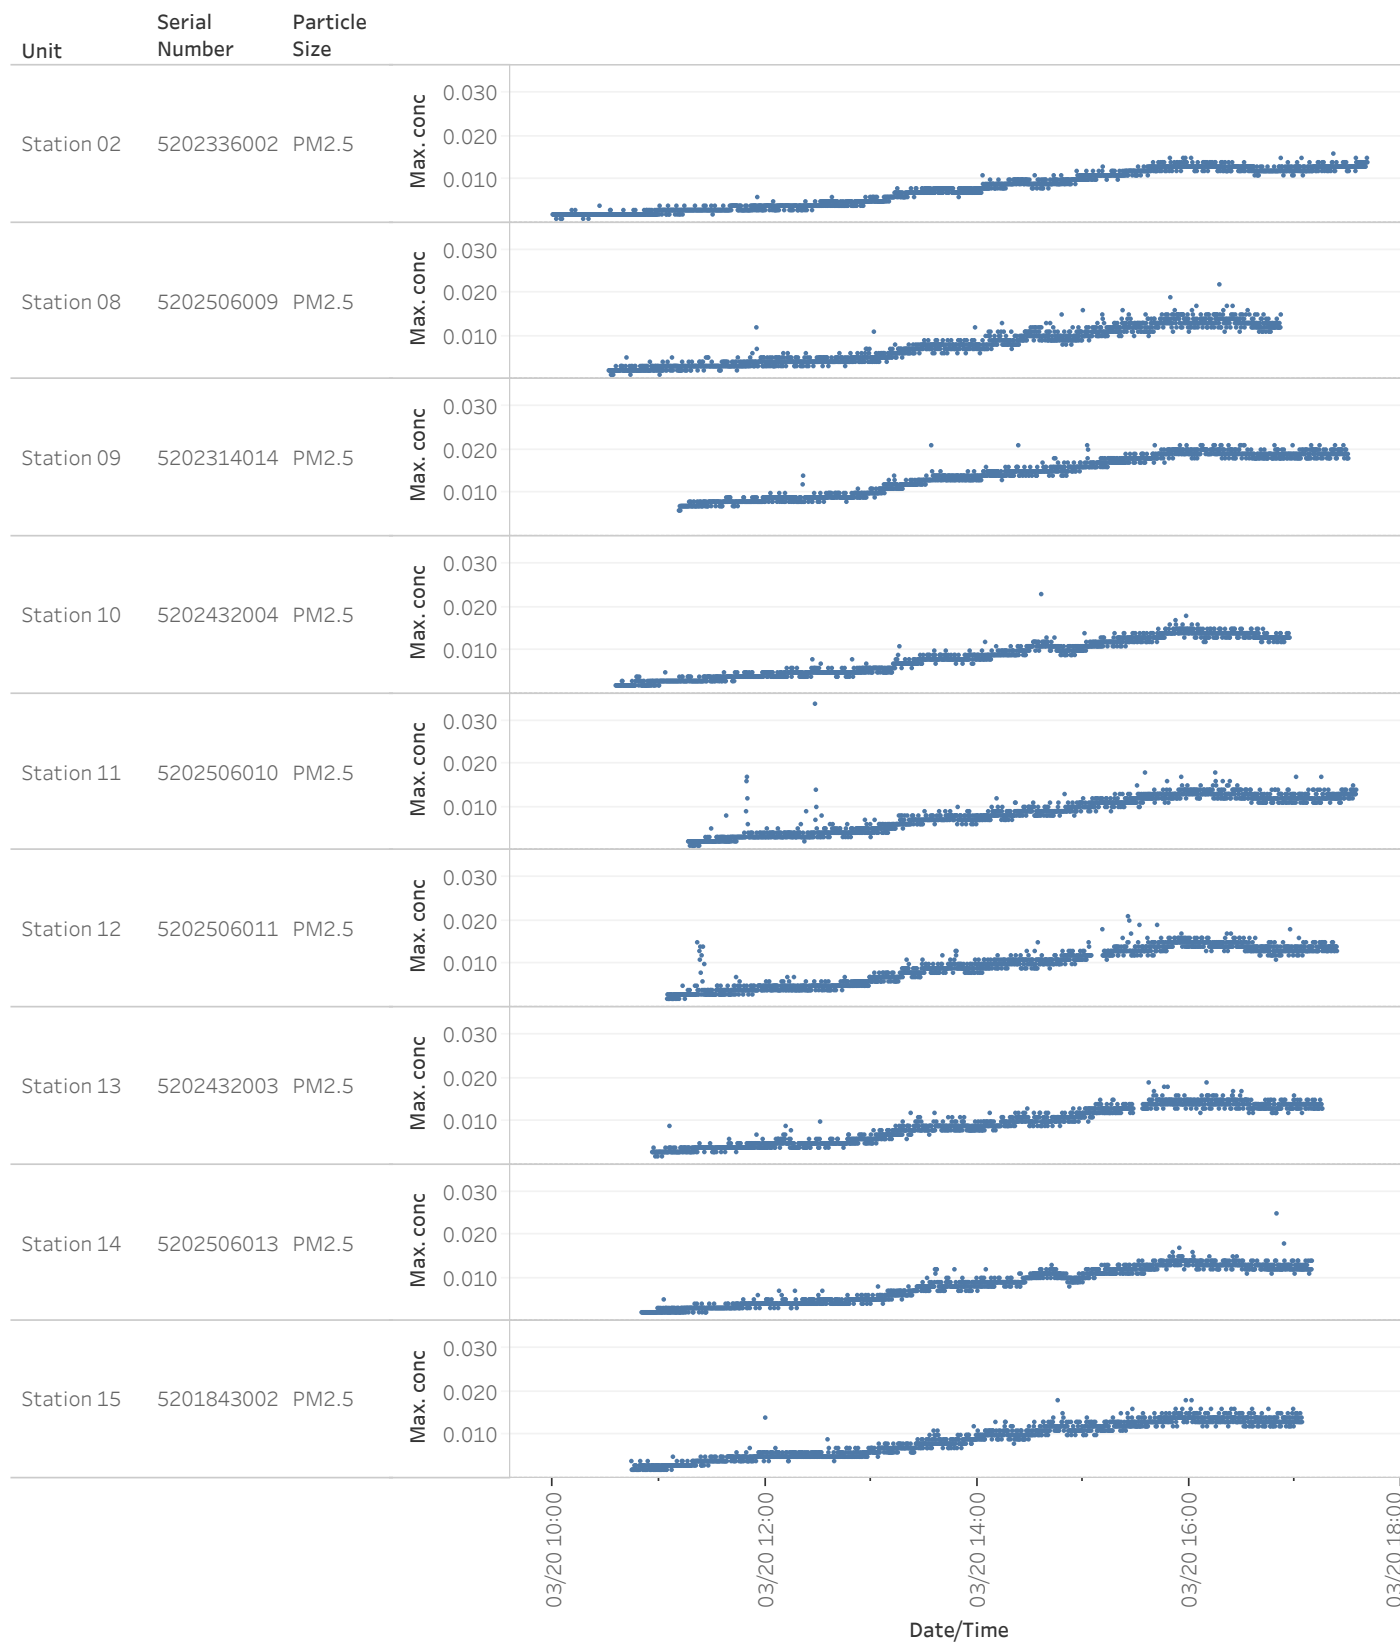 Unit
Serial
Number
Particle
Size
Station 02 5202336002 PM2.5
Max. conc
0.030
0.020
0.010
Station 08 5202506009 PM2.5
Max. conc
0.030
0.020
0.010
Station 09 5202314014 PM2.5
Max. conc
0.030
0.020
0.010
Station 10 5202432004 PM2.5
Max. conc
0.030
0.020
0.010
Station 11 5202506010 PM2.5
Max. conc
0.030
0.020
0.010
Station 12 5202506011 PM2.5
Max. conc
0.030
0.020
0.010
Station 13 5202432003 PM2.5
Max. conc
0.030
0.020
0.010
Station 14 5202506013 PM2.5
Max. conc
0.030
0.020
0.010
Station 15 5201843002 PM2.5
Max. conc
0.030
0.020
0.010
03/20 10:00
03/20 12:00
03/20 14:00
03/20 16:00
03/20 18:00
Date/Time